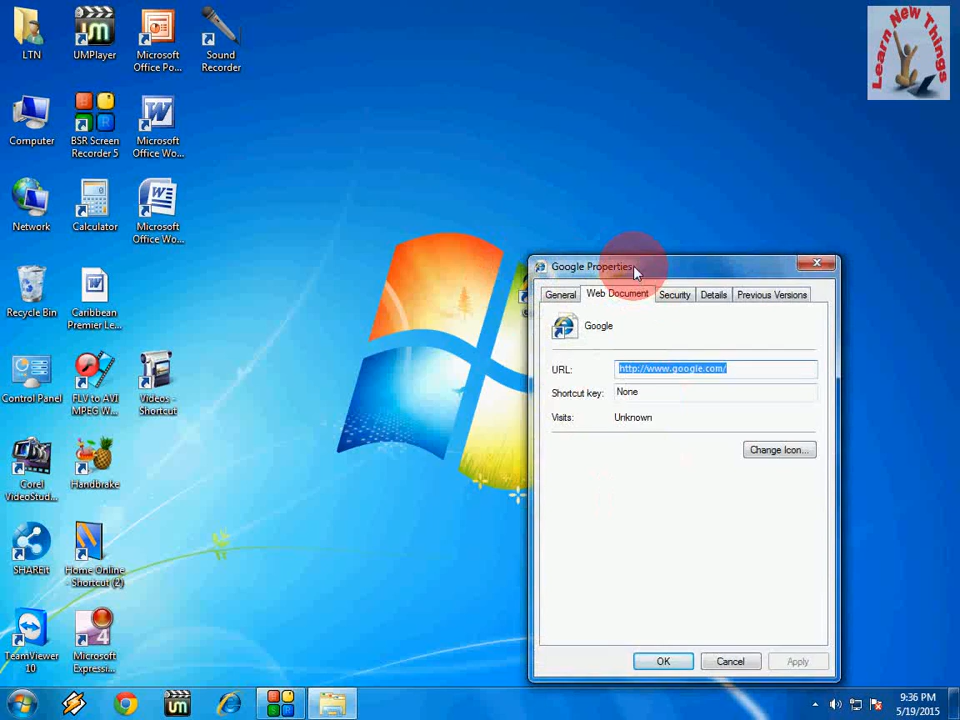 LTN
UMPlayer
Microsoft
Office Po...
Sound
Recorder
Learn New Things
Computer
BSR Screen
Recorder 5
Microsoft
Office Wo...
Network
Calculator
Microsoft
Office Wo...
Recycle Bin
Caribbean
Premier Le...
Control Panel
FLV to AVI
MPEG W...
Videos -
Shortcut
Corel
VideoStud...
Handbrake
SHAREit
Home Online
- Shortcut (2)
TeamViewer
10
Microsoft
Expressi...
Google Properties
General
Web Document
Security
Details
Previous Versions
Google
URL:
http://www.google.com/
Shortcut key:
None
Visits:
Unknown
Change Icon...
OK
Cancel
Apply
9:36 PM
5/19/2015